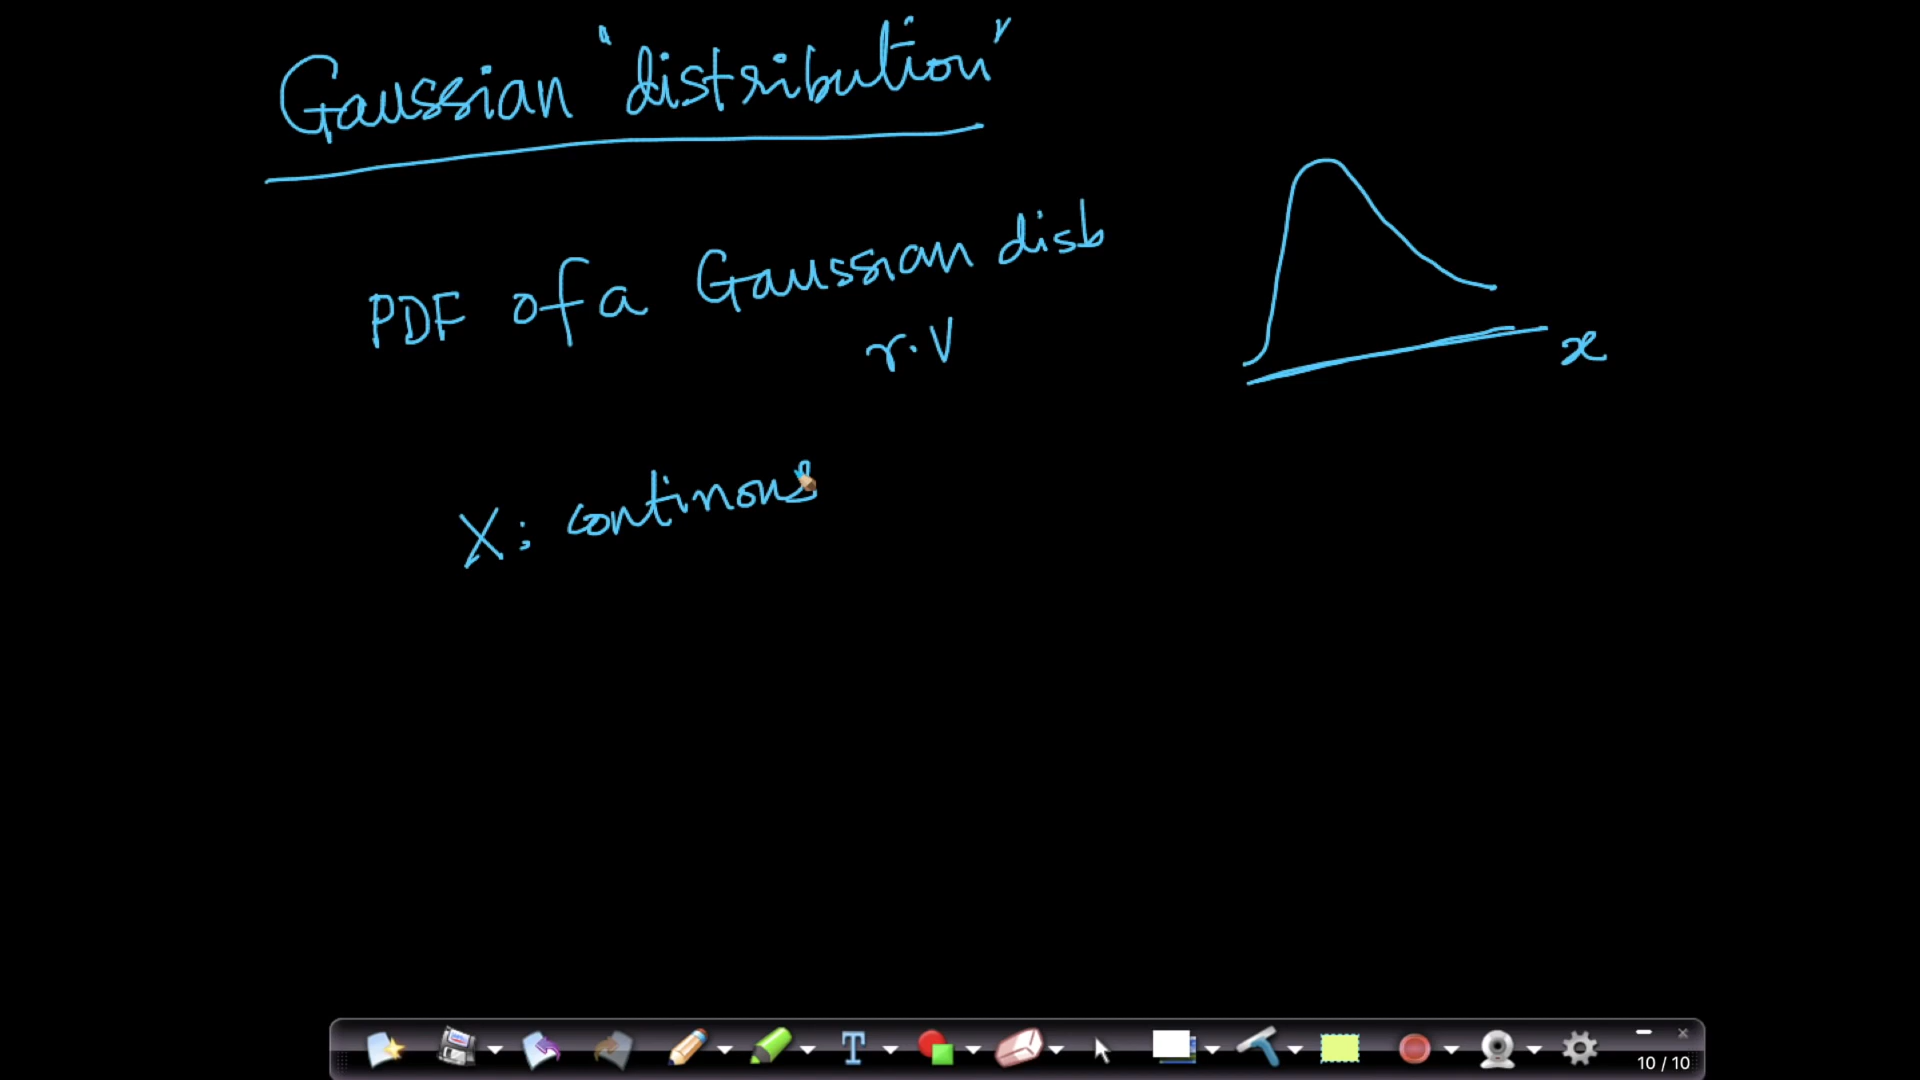 Gaussian "distribution"
PDF of a Gaussian disb
r.V
x
X: continous
T
10 / 10